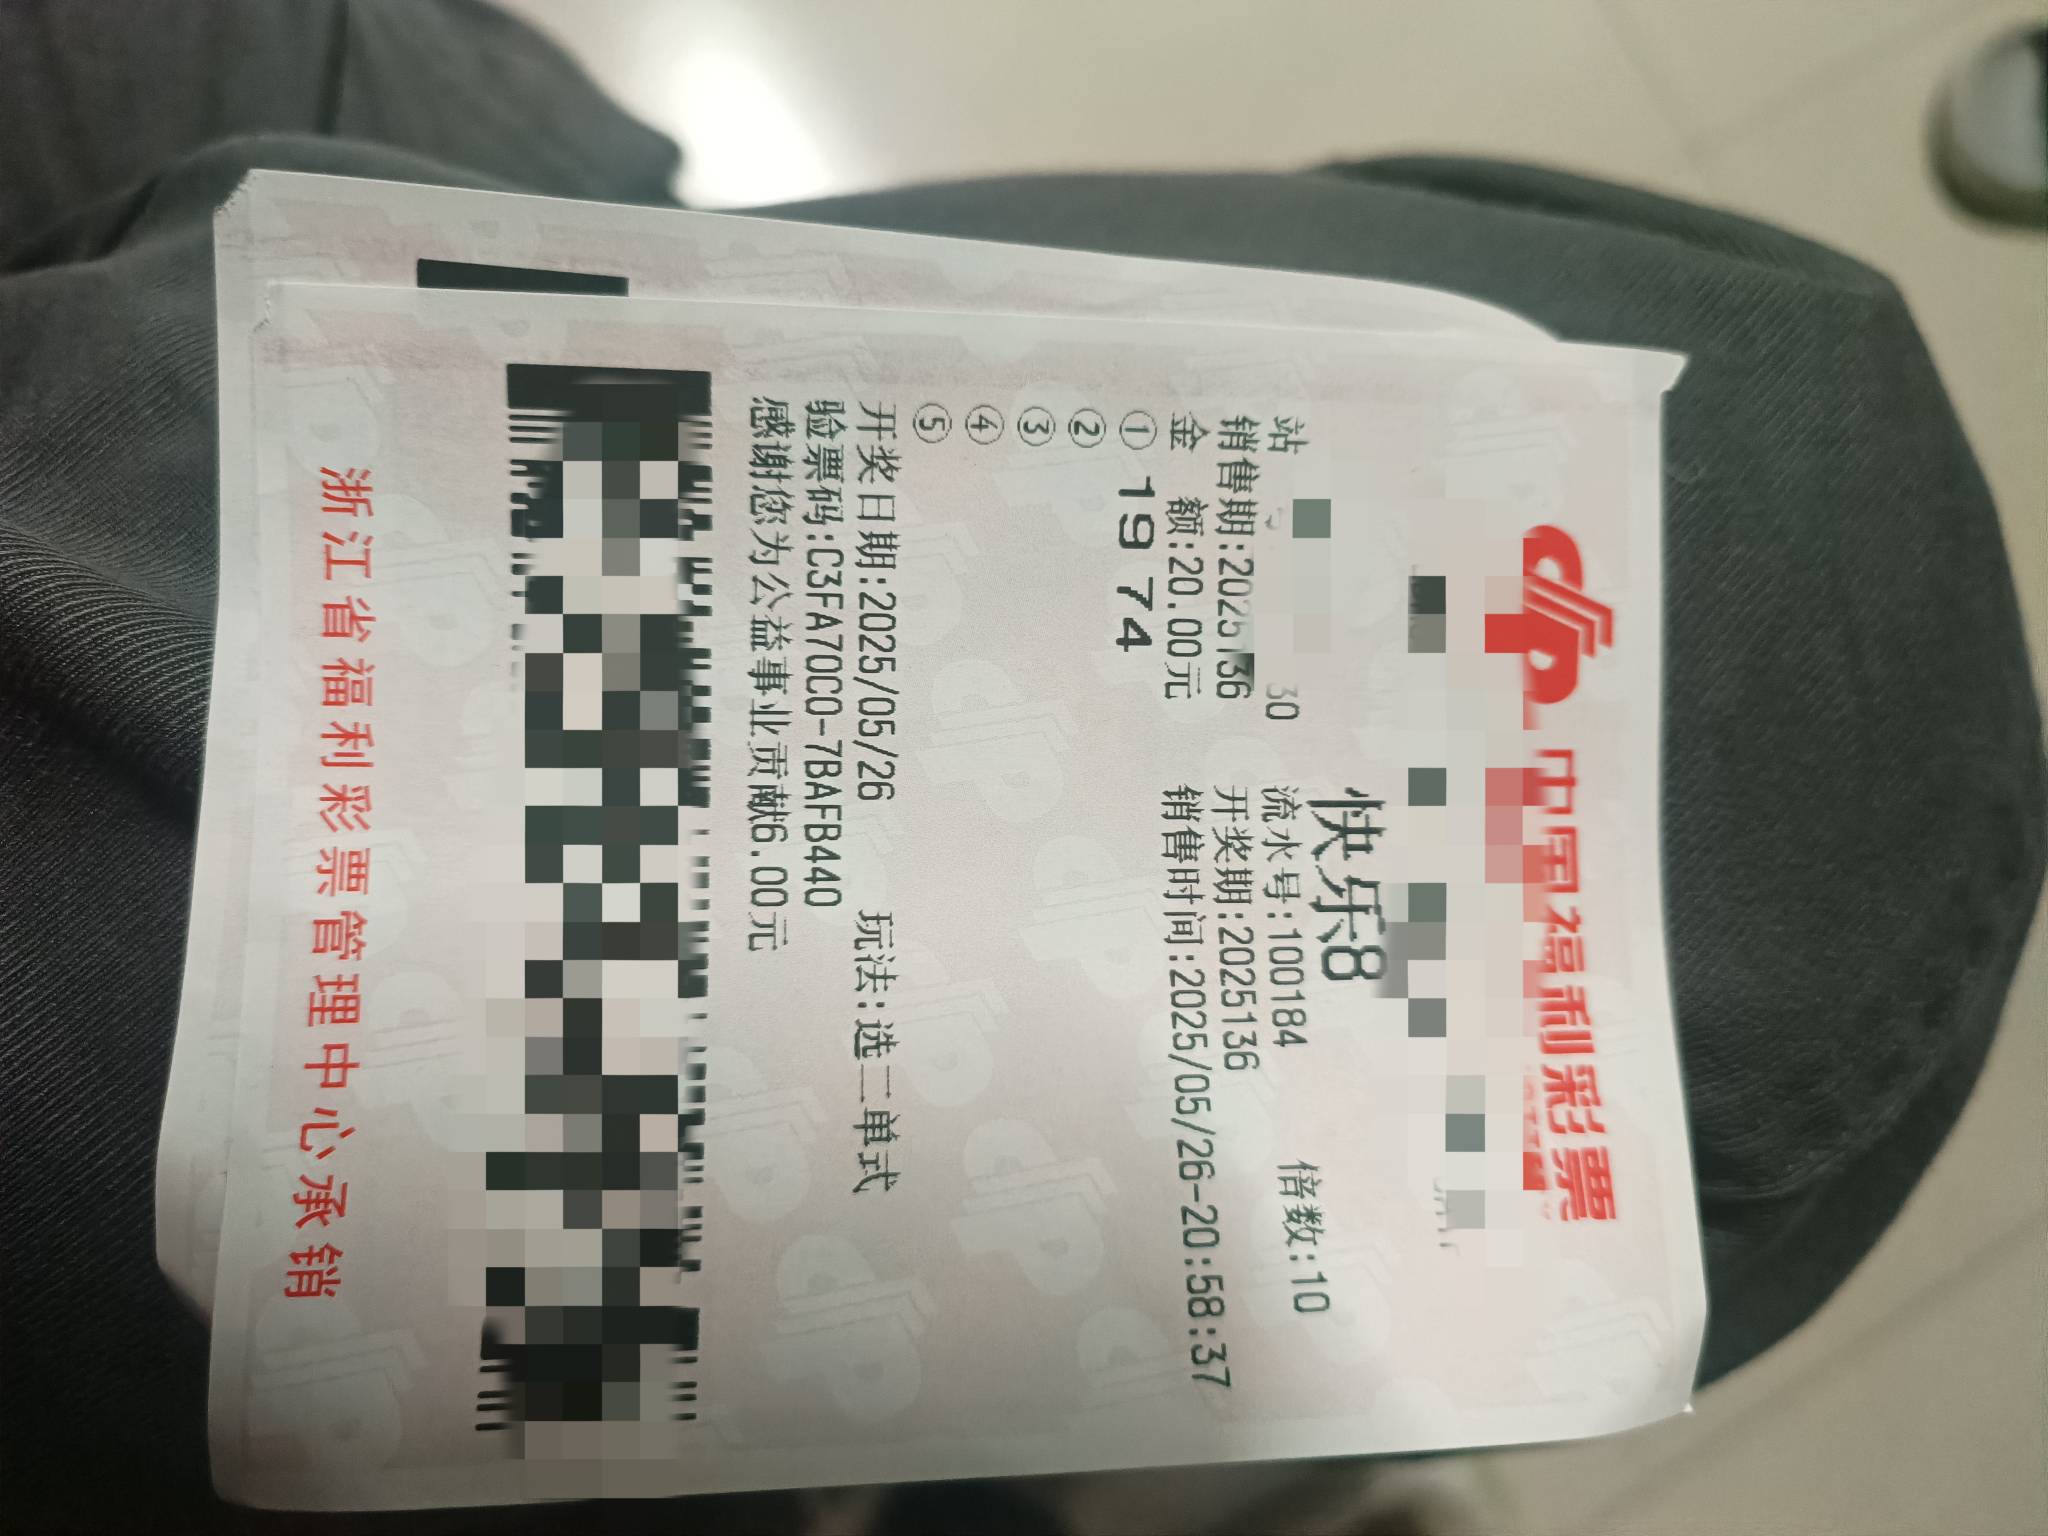 中国福利彩票
快乐8
站 30 流水号:100184 倍数:10
销售期:2025136 开奖期:2025136
金 额:20.00元 销售时间:2025/05/26-20:58:37
① 19 74
②
③
④
⑤
开奖日期:2025/05/26 玩法:选二单式
验票码:C3FA70C0-7BAFB440
感谢您为公益事业贡献6.00元
浙江省福利彩票管理中心承销